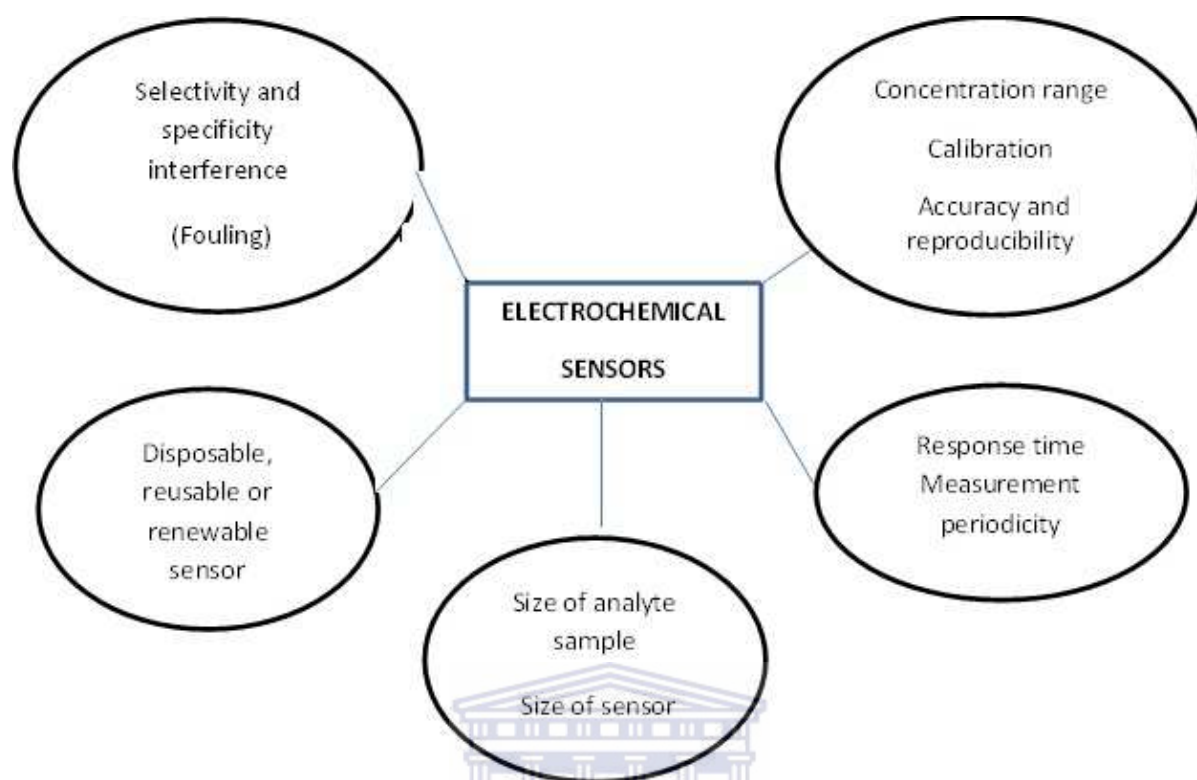 Selectivity and
specificity
interference
(Fouling)
Concentration range
Calibration
Accuracy and
reproducibility
ELECTROCHEMICAL
SENSORS
Disposable,
reusable or
renewable
sensor
Response time
Measurement
periodicity
Size of analyte
sample
Size of sensor